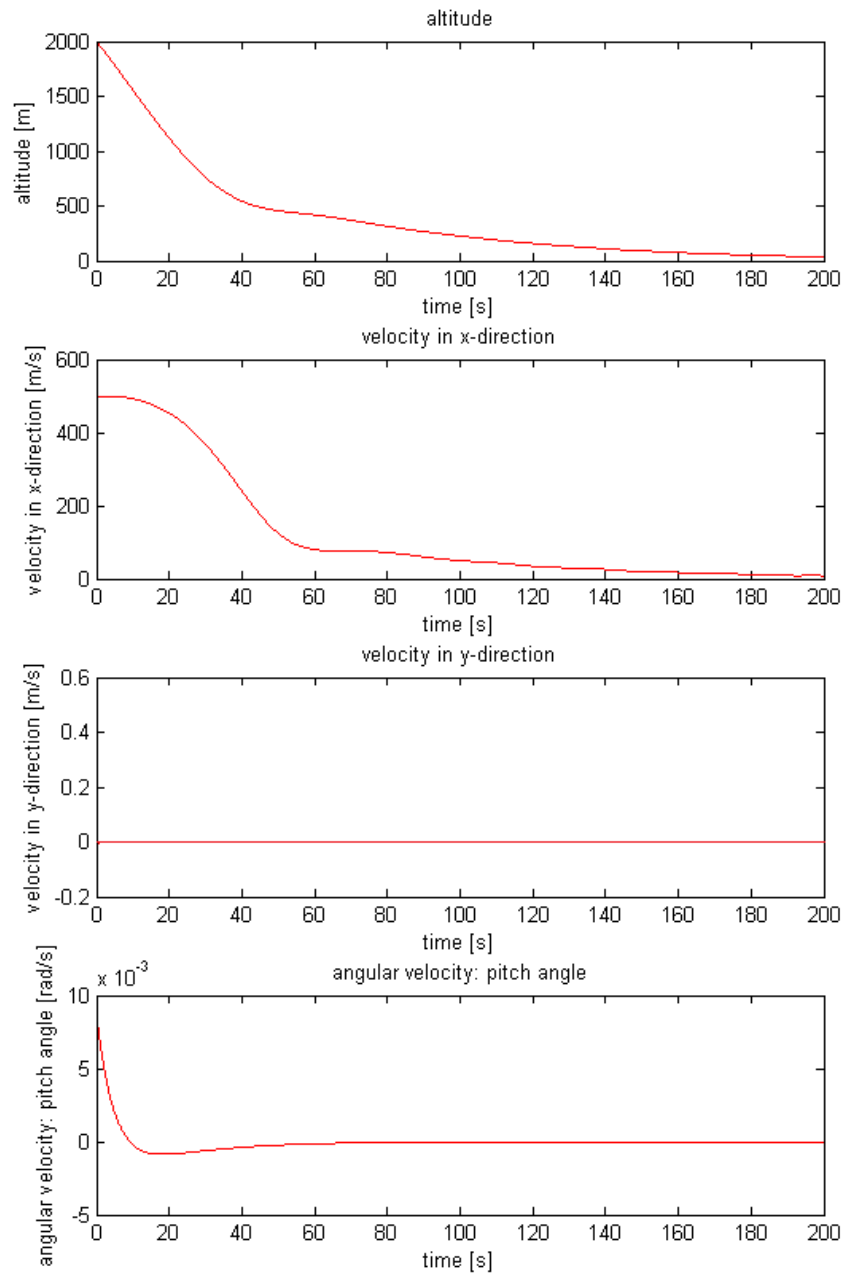 altitude
2000
1500
1000
500
0
altitude [m]
0 20 40 60 80 100 120 140 160 180 200
time [s]
velocity in x-direction
600
400
200
0
velocity in x-direction [m/s]
0 20 40 60 80 100 120 140 160 180 200
time [s]
velocity in y-direction
0.6
0.4
0.2
0
-0.2
velocity in y-direction [m/s]
0 20 40 60 80 100 120 140 160 180 200
time [s]
x 10^-3 angular velocity: pitch angle
10
5
0
-5
angular velocity: pitch angle [rad/s]
0 20 40 60 80 100 120 140 160 180 200
time [s]